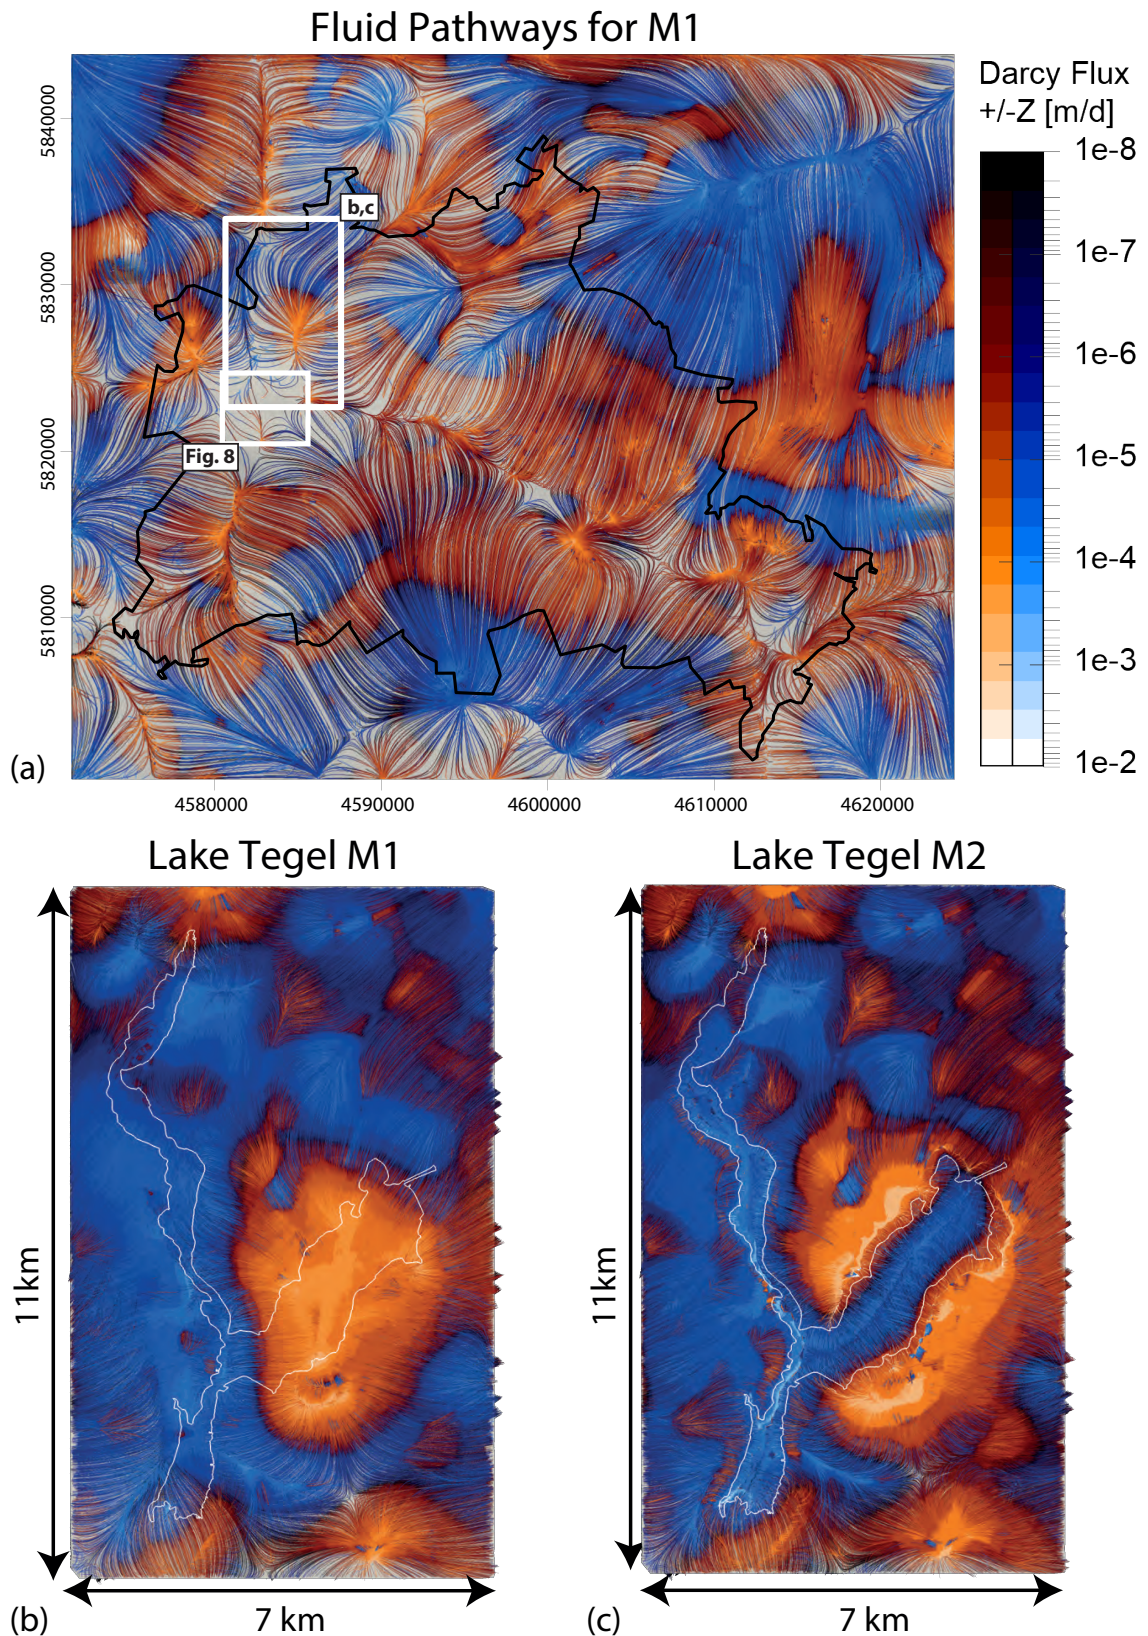 Fluid Pathways for M1
Darcy Flux
+/-Z [m/d]
1e-8
1e-7
1e-6
1e-5
1e-4
1e-3
1e-2
5840000
5830000
5820000
5810000
b,c
Fig. 8
(a)
4580000
4590000
4600000
4610000
4620000
Lake Tegel M1
Lake Tegel M2
11km
11km
(b)
7 km
(c)
7 km